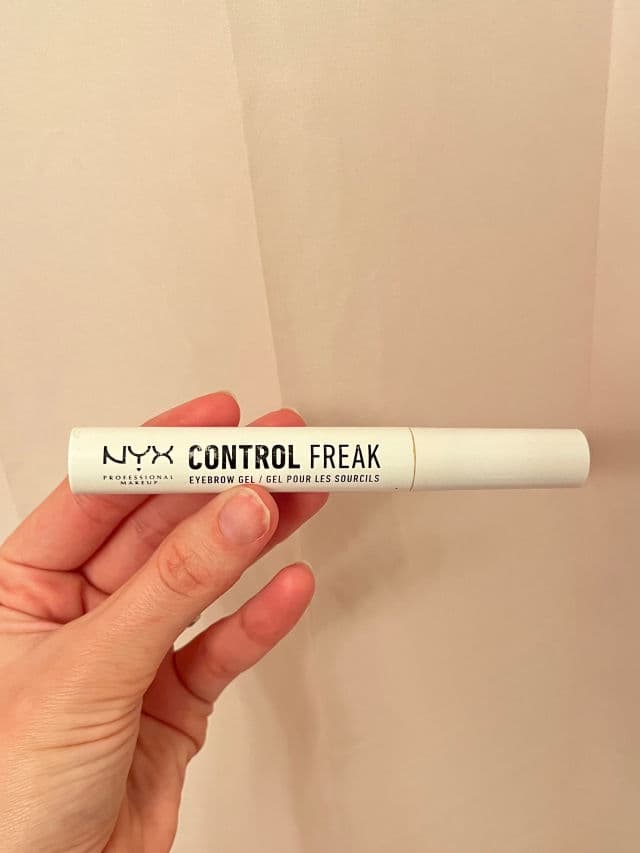 NYX
PROFESSIONAL
MAKEUP
CONTROL FREAK
EYEBROW GEL / GEL POUR LES SOURCILS